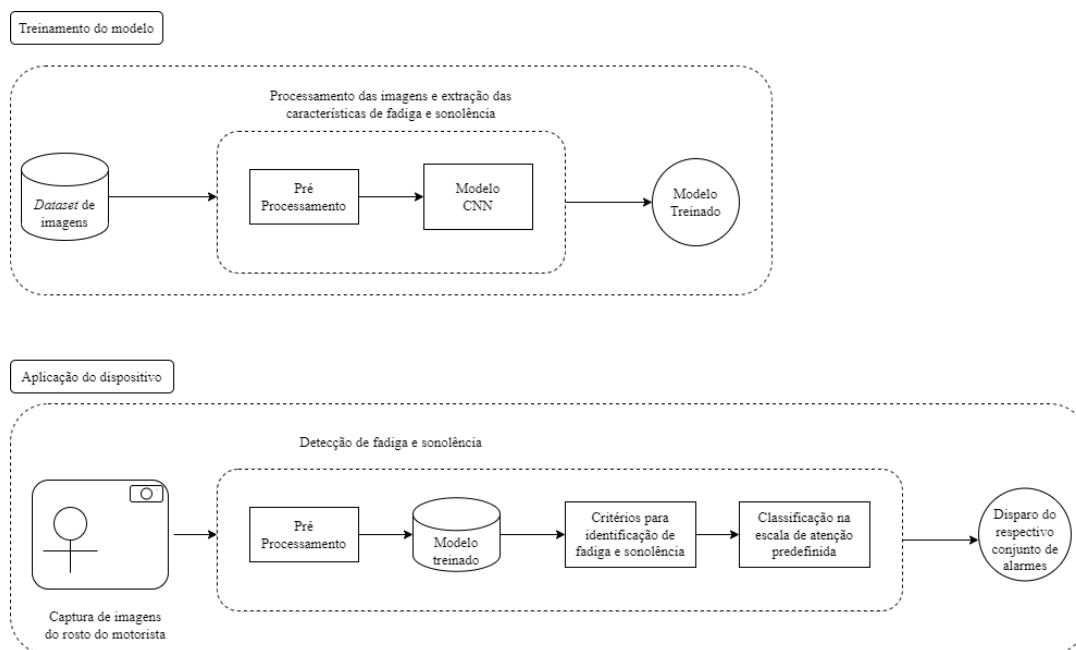 Treinamento do modelo
Processamento das imagens e extração das
características de fadiga e sonolência
Dataset de
imagens
Pré
Processamento
Modelo
CNN
Modelo
Treinado
Aplicação do dispositivo
Detecção de fadiga e sonolência
Captura de imagens
do rosto do motorista
Pré
Processamento
Modelo
treinado
Critérios para
identificação de
fadiga e sonolência
Classificação na
escala de atenção
predefinida
Disparo do
respectivo
conjunto de
alarmes